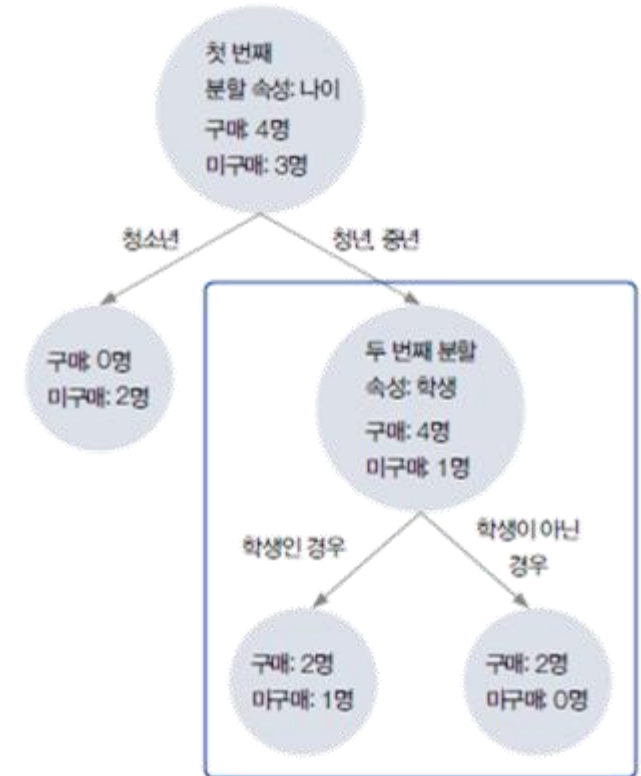 첫 번째
분할 속성: 나이
구매: 4명
미구매: 3명
청소년
청년, 중년
구매: 0명
미구매: 2명
두 번째 분할
속성: 학생
구매: 4명
미구매: 1명
학생인 경우
학생이 아닌
경우
구매: 2명
미구매: 1명
구매: 2명
미구매: 0명